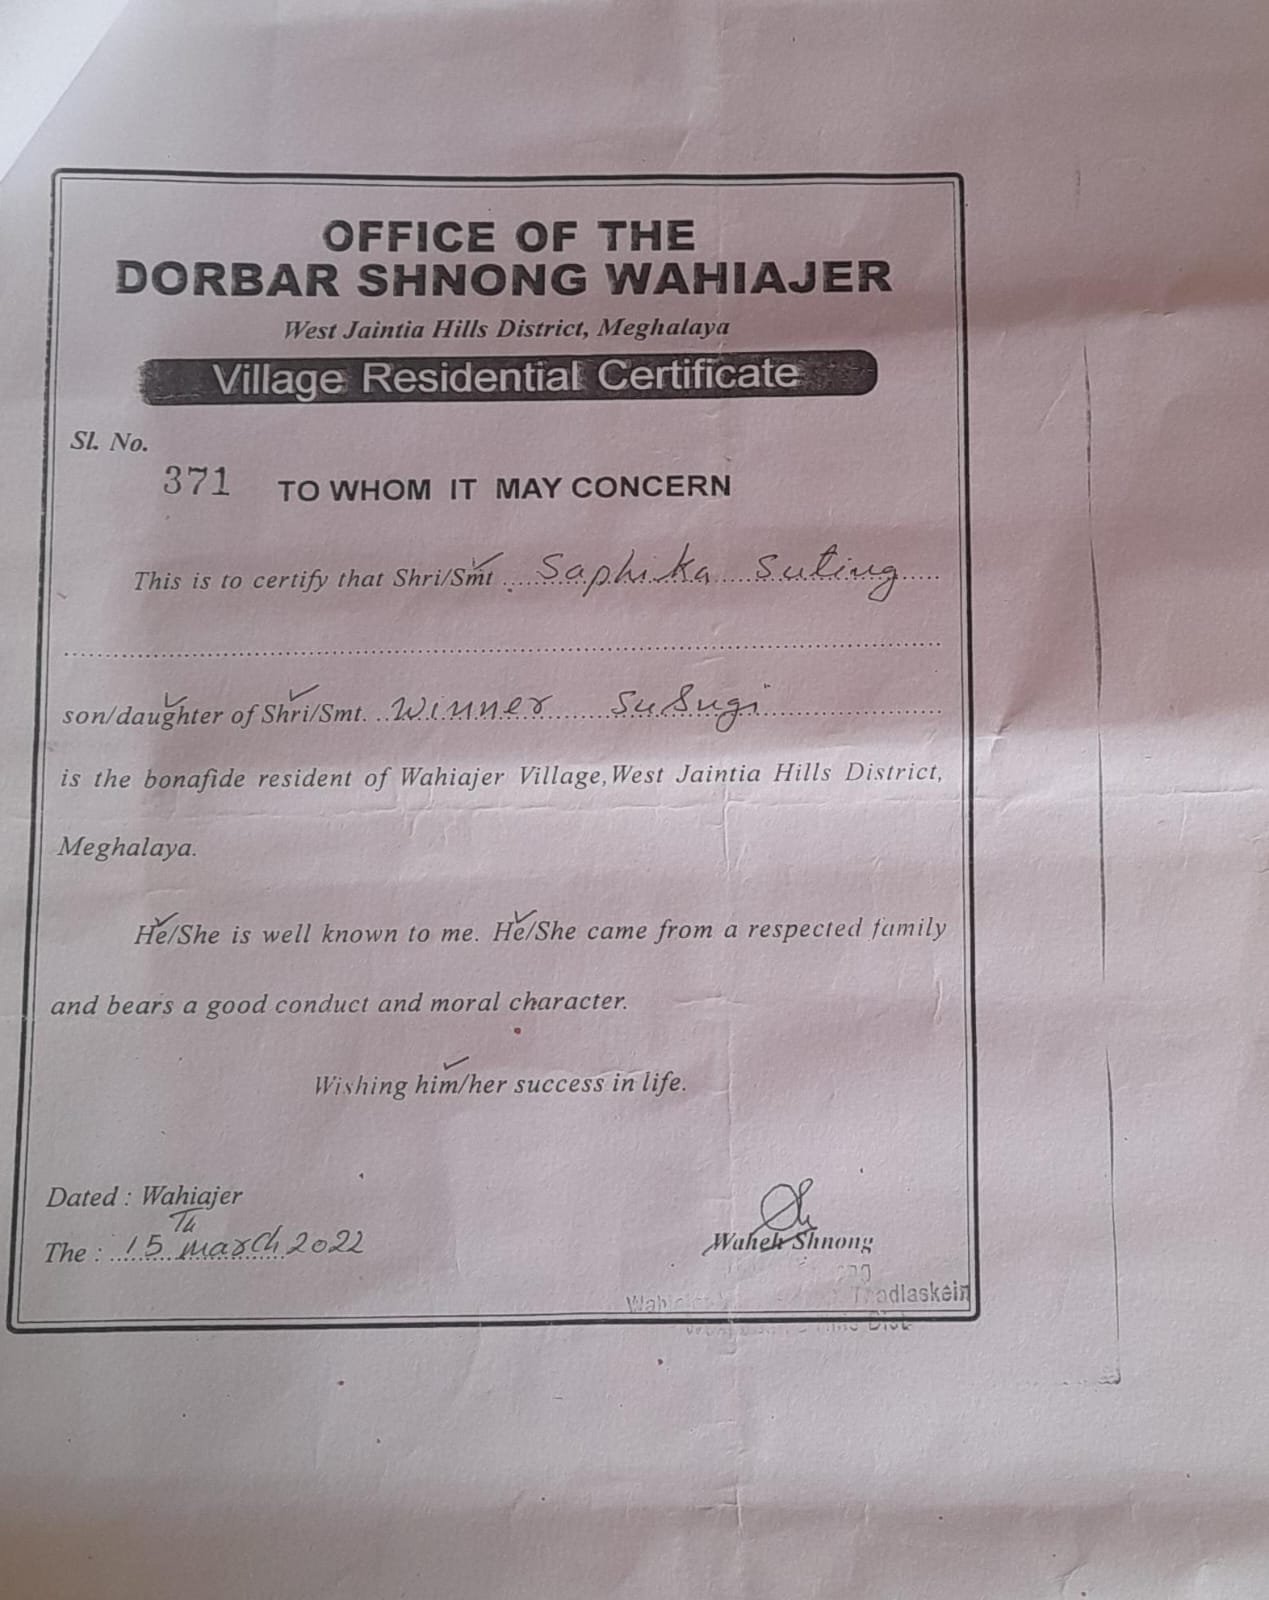 OFFICE OF THE
DORBAR SHNONG WAHIAJER
West Jaintia Hills District, Meghalaya
Village Residential Certificate
Sl. No.
371 TO WHOM IT MAY CONCERN
This is to certify that Shri/Smt Saphika Suting
son/daughter of Shri/Smt. Winner SuSugi
is the bonafide resident of Wahiajer Village, West Jaintia Hills District,
Meghalaya.
He/She is well known to me. He/She came from a respected family
and bears a good conduct and moral character.
Wishing him/her success in life.
Dated : Wahiajer
The : 15Th March 2022
Waheh Shnong